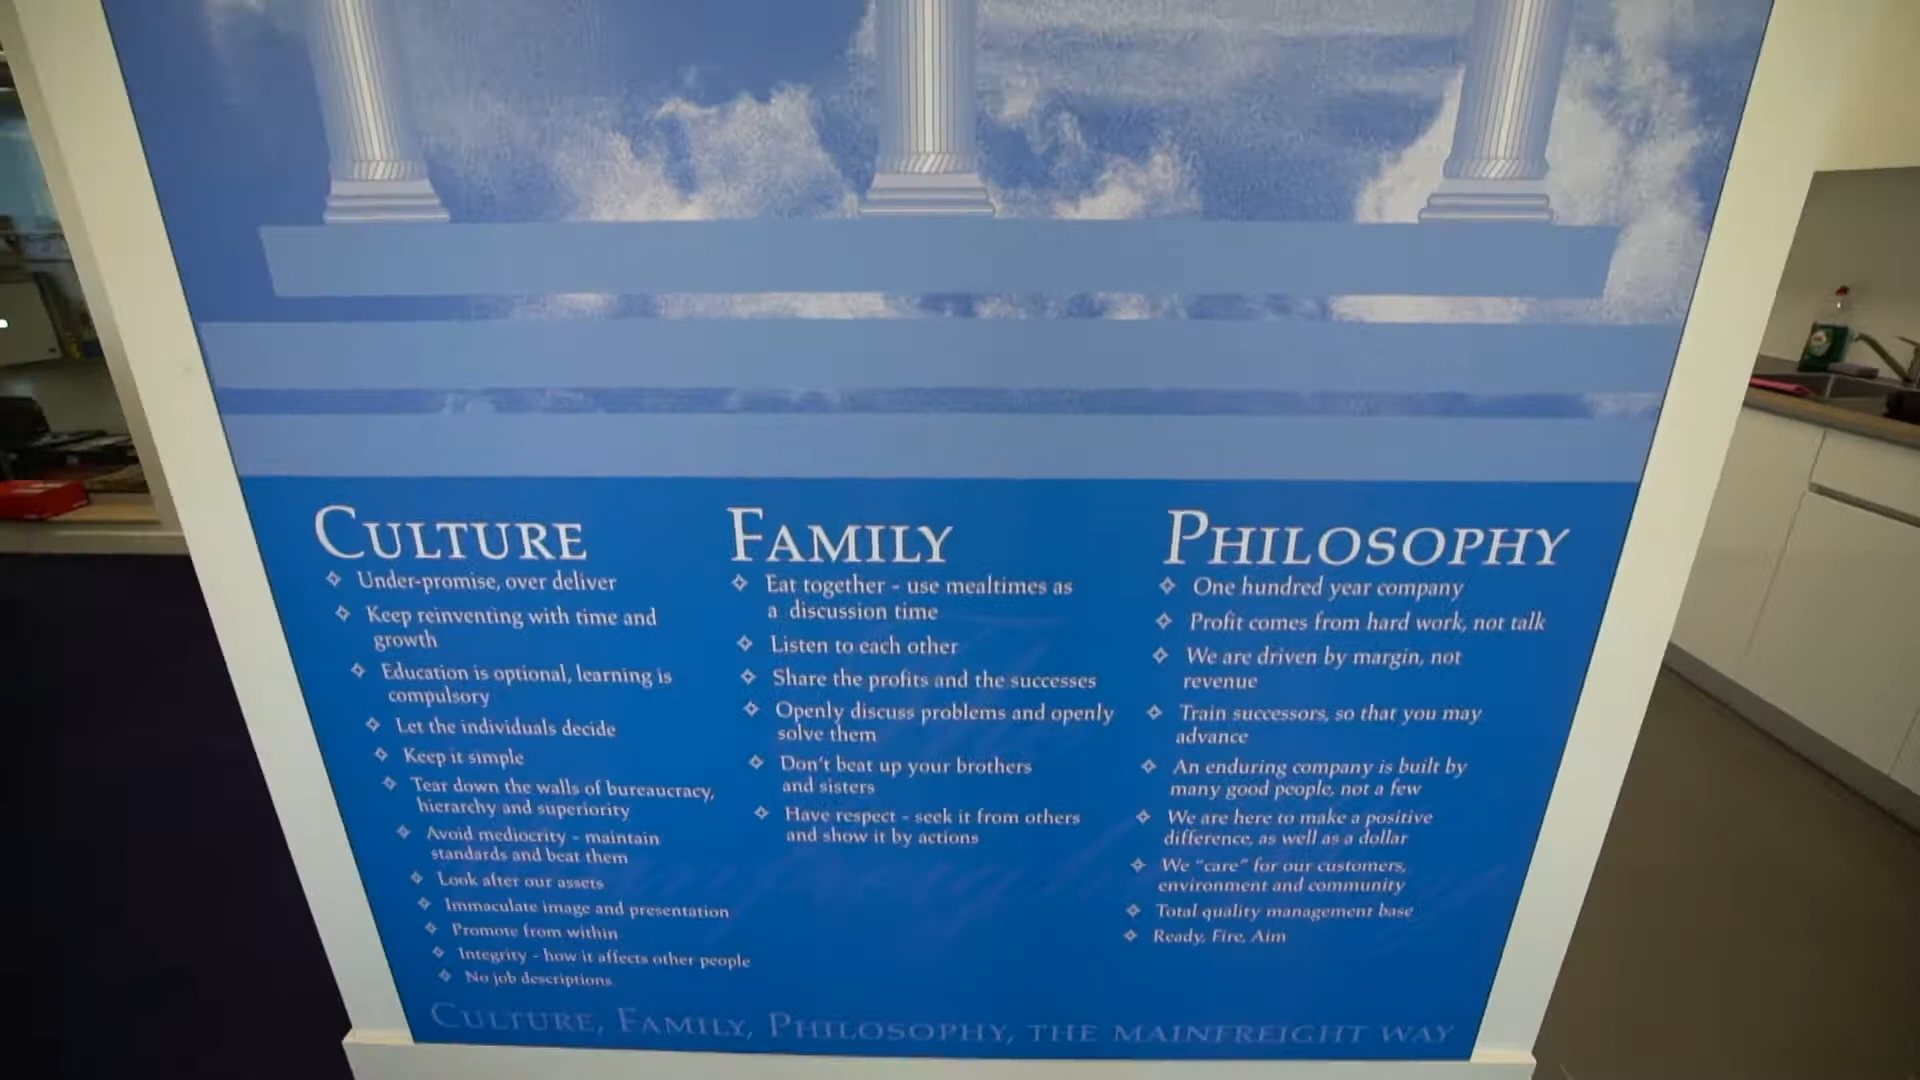 CULTURE
Under-promise, over deliver
Keep reinventing with time and
growth
Education is optional, learning is
compulsory
Let the individuals decide
Keep it simple
Tear down the walls of bureaucracy,
hierarchy and superiority
Avoid mediocrity - maintain
standards and beat them
Look after our assets
Immaculate image and presentation
Promote from within
Integrity - how it affects other people
No job descriptions
FAMILY
Eat together - use mealtimes as
a discussion time
Listen to each other
Share the profits and the successes
Openly discuss problems and openly
solve them
Don't beat up your brothers
and sisters
Have respect - seek it from others
and show it by actions
PHILOSOPHY
One hundred year company
Profit comes from hard work, not talk
We are driven by margin, not
revenue
Train successors, so that you may
advance
An enduring company is built by
many good people, not a few
We are here to make a positive
difference, as well as a dollar
We "care" for our customers,
environment and community
Total quality management base
Ready, Fire, Aim
CULTURE, FAMILY, PHILOSOPHY, THE MAINFREIGHT WAY